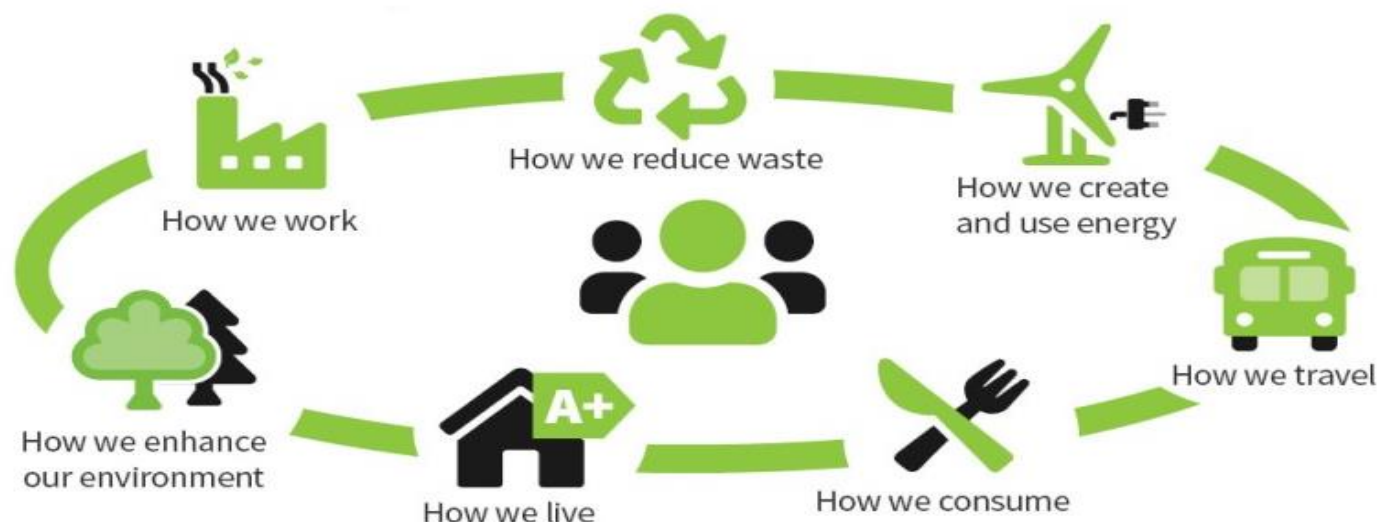 How we reduce waste
How we create
and use energy
How we work
How we travel
How we enhance
our environment
A+
How we live
How we consume